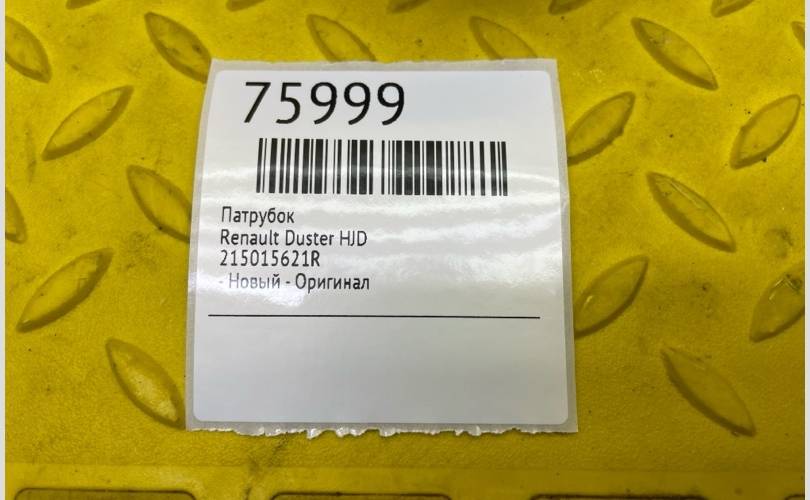 75999
Патрубок
Renault Duster HJD
215015621R
- Новый - Оригинал